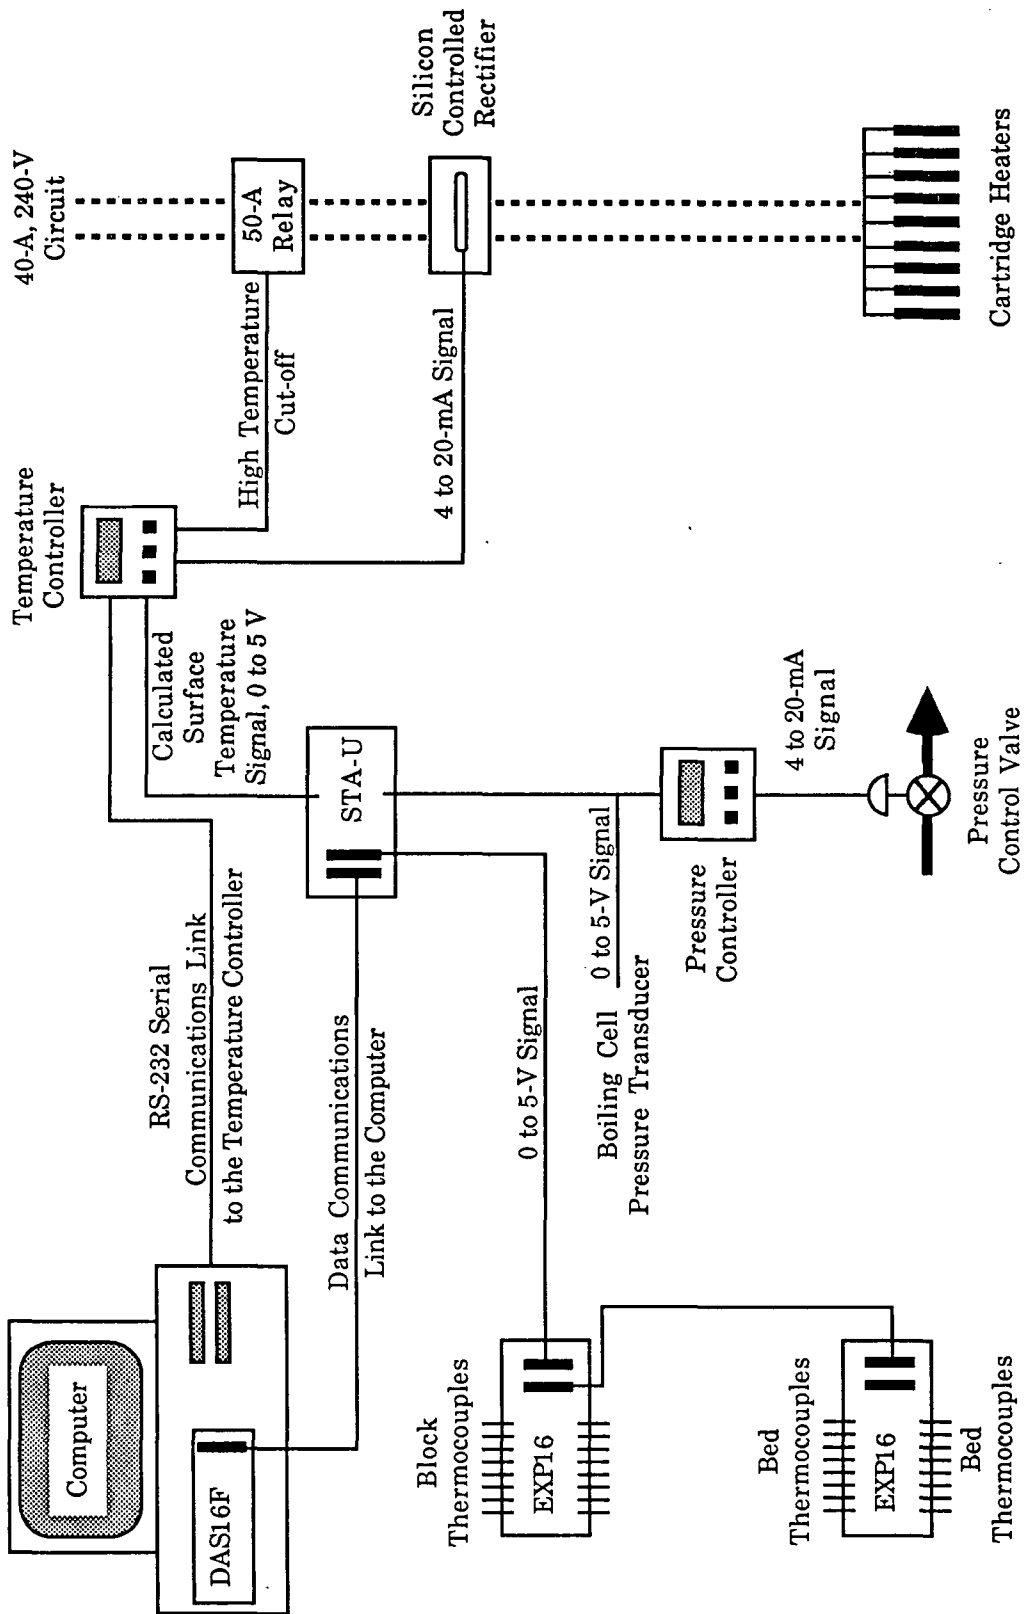 Computer
DAS16F
RS-232 Serial
Communications Link
to the Temperature Controller
Data Communications
Link to the Computer
Temperature
Controller
Calculated
Surface
Temperature
Signal, 0 to 5 V
STA-U
40-A, 240-V
Circuit
50-A
Relay
High Temperature
Cut-off
Silicon
Controlled
Rectifier
4 to 20-mA Signal
Cartridge Heaters
Block
Thermocouples
EXP16
0 to 5-V Signal
Boiling Cell
Pressure Transducer
0 to 5-V Signal
Pressure
Controller
4 to 20-mA
Signal
Pressure
Control Valve
Bed
Thermocouples
EXP16
Bed
Thermocouples